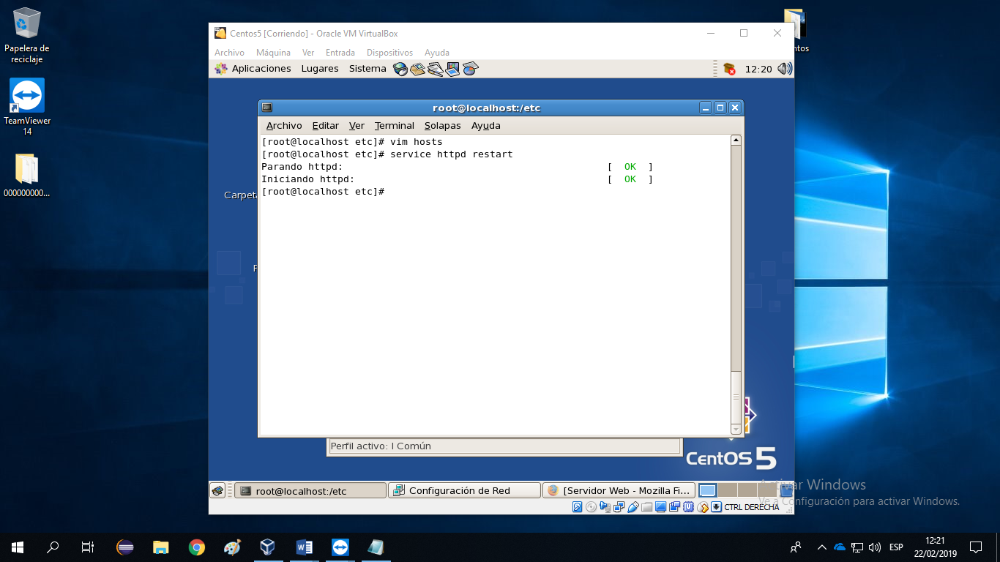 Papelera de
reciclaje
TeamViewer
14
000000000...
ntos
Centos5 [Corriendo] - Oracle VM VirtualBox
Archivo Máquina Ver Entrada Dispositivos Ayuda
Aplicaciones Lugares Sistema 12:20
root@localhost:/etc
Archivo Editar Ver Terminal Solapas Ayuda
[root@localhost etc]# vim hosts
[root@localhost etc]# service httpd restart
Parando httpd: [ OK ]
Iniciando httpd: [ OK ]
[root@localhost etc]#
Carpeta
Perfil activo: l Común
CentOS 5
root@localhost:/etc Configuración de Red [Servidor Web - Mozilla Fi...
CTRL DERECHA
Activar Windows
Ve a Configuración para activar Windows.
ESP
12:21
22/02/2019